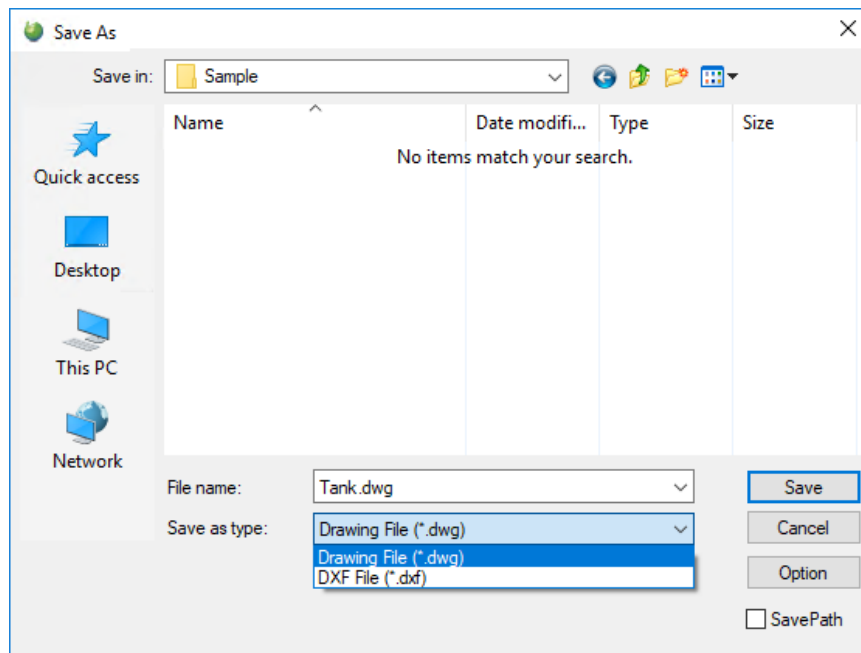 Save As
Save in: Sample
Name Date modifi... Type Size
No items match your search.
Quick access
Desktop
This PC
Network
File name: Tank.dwg Save
Save as type: Drawing File (*.dwg) Cancel
Drawing File (*.dwg)
DXF File (*.dxf) Option
SavePath